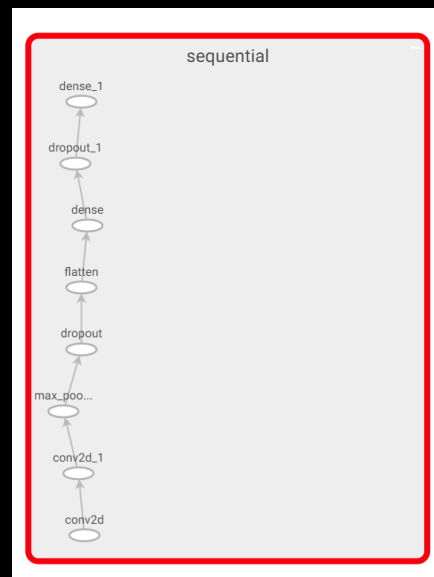 sequential
dense_1
dropout_1
dense
flatten
dropout
max_poo...
conv2d_1
conv2d